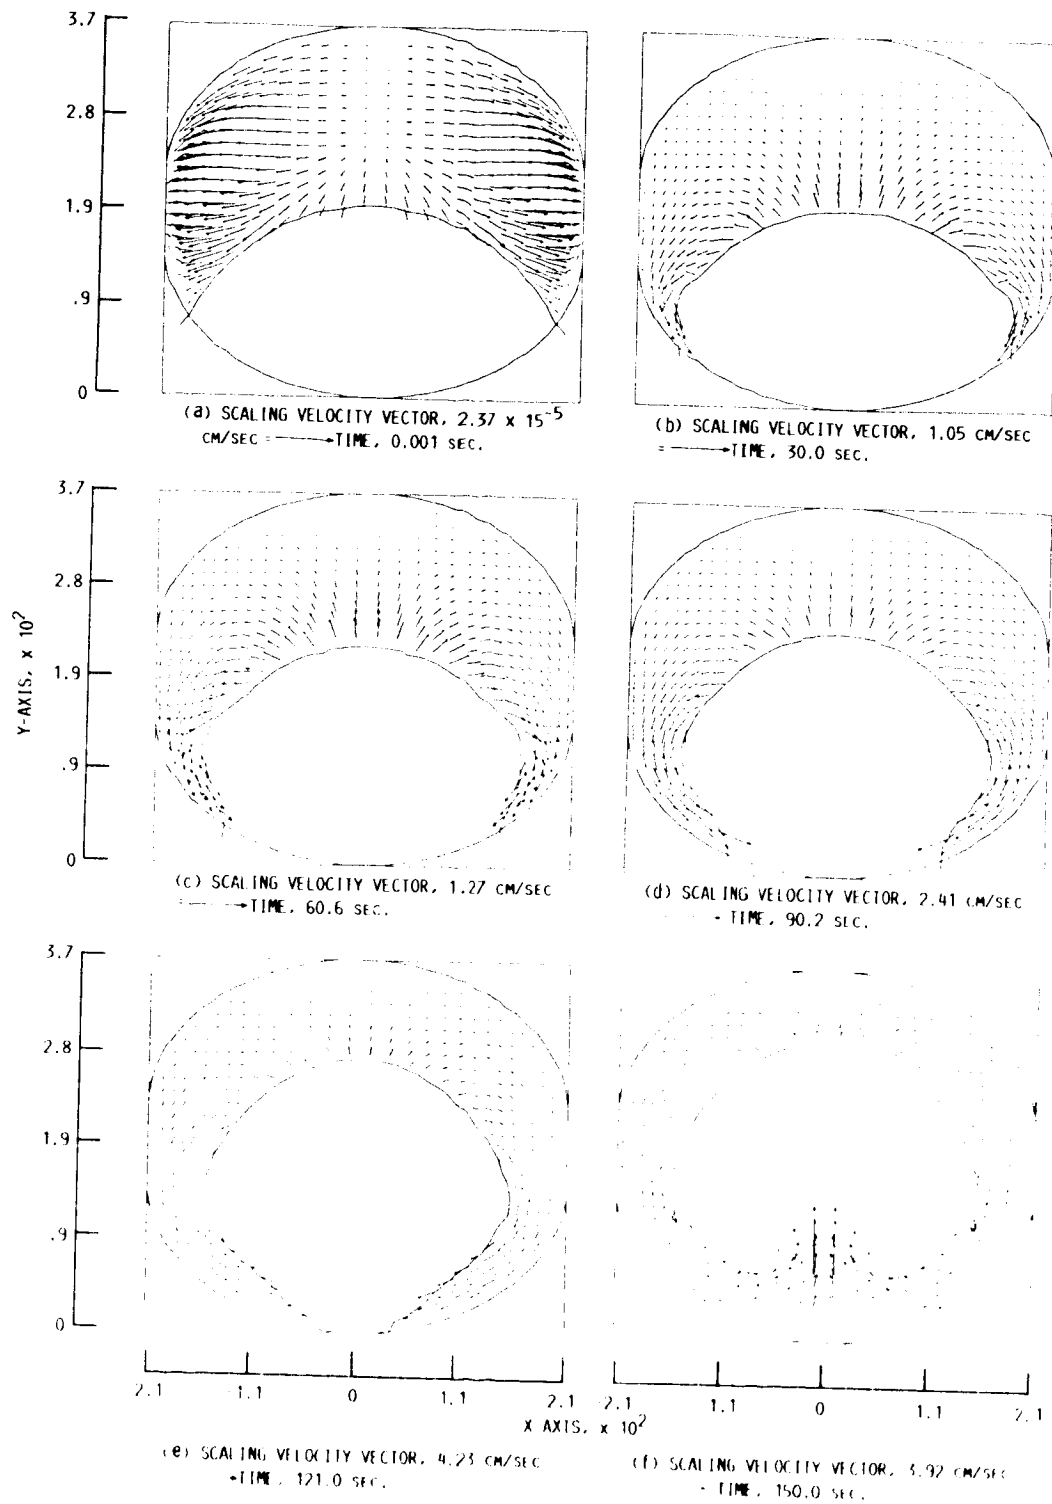 3.7
2.8
1.9
.9
0
(a) SCALING VELOCITY VECTOR, 2.37 x 15⁻⁵
CM/SEC = TIME, 0.001 SEC.
(b) SCALING VELOCITY VECTOR, 1.05 CM/SEC
= TIME, 30.0 SEC.
3.7
2.8
1.9
.9
0
Y-AXIS, x 10²
(c) SCALING VELOCITY VECTOR, 1.27 CM/SEC
= TIME, 60.6 SEC.
(d) SCALING VELOCITY VECTOR, 2.41 CM/SEC
- TIME, 90.2 SEC.
3.7
2.8
1.9
.9
0
2.1 -1.1 0 1.1 2.1
-2.1 1.1 0 1.1 2.1
X AXIS, x 10²
(e) SCALING VELOCITY VECTOR, 4.23 CM/SEC
TIME, 121.0 SEC.
(f) SCALING VELOCITY VECTOR, 3.92 CM/SEC
- TIME, 150.0 SEC.